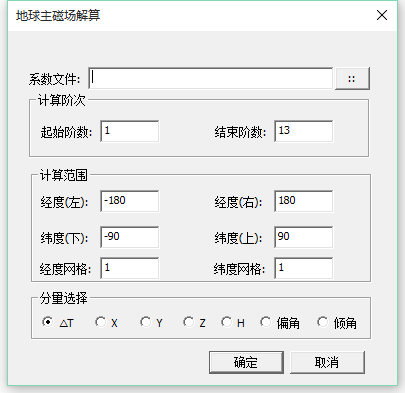 地球主磁场解算
系数文件: ::
计算阶次
起始阶数: 1 结束阶数: 13
计算范围
经度(左): -180 经度(右): 180
纬度(下): -90 纬度(上): 90
经度网格: 1 纬度网格: 1
分量选择
△T X Y Z H 偏角 倾角
确定 取消